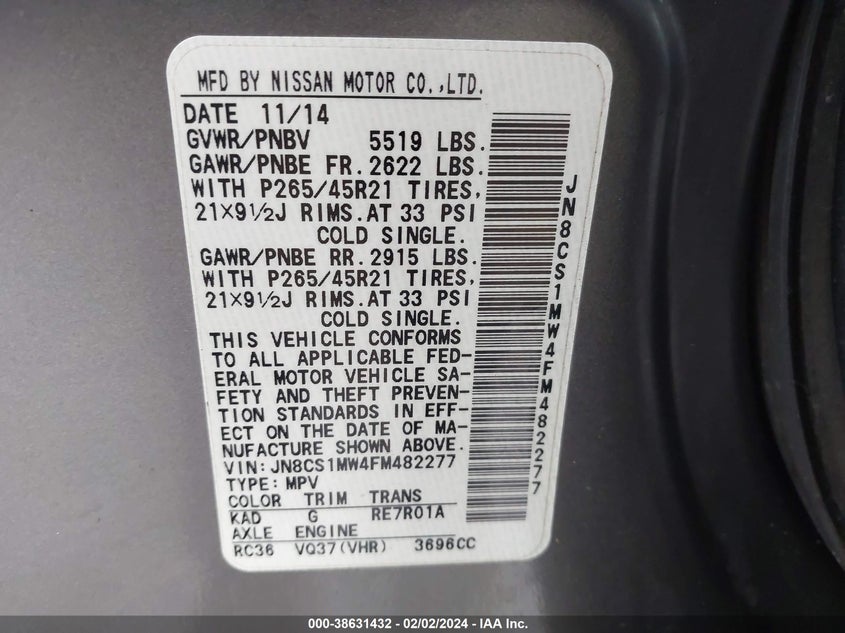 MFD BY NISSAN MOTOR CO.,LTD.
DATE 11/14
GVWR/PNBV 5519 LBS.
GAWR/PNBE FR.2622 LBS.
WITH P265/45R21 TIRES,
21×9½J RIMS.AT 33 PSI
COLD SINGLE.
GAWR/PNBE RR.2915 LBS.
WITH P265/45R21 TIRES,
21×9½J RIMS.AT 33 PSI
COLD SINGLE.
THIS VEHICLE CONFORMS
TO ALL APPLICABLE FED-
ERAL MOTOR VEHICLE SA-
FETY AND THEFT PREVEN-
TION STANDARDS IN EFF-
ECT ON THE DATE OF MA-
NUFACTURE SHOWN ABOVE.
VIN:JN8CS1MW4FM482277
TYPE:MPV
COLOR TRIM TRANS
KAD G RE7R01A
AXLE ENGINE
RC36 VQ37(VHR) 3696CC
JN8CS1MW4FM482277
000-38631432 - 02/02/2024 - IAA Inc.